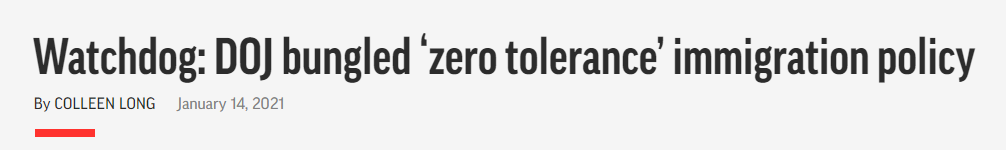 Watchdog: DOJ bungled ‘zero tolerance’ immigration policy
By COLLEEN LONG January 14, 2021